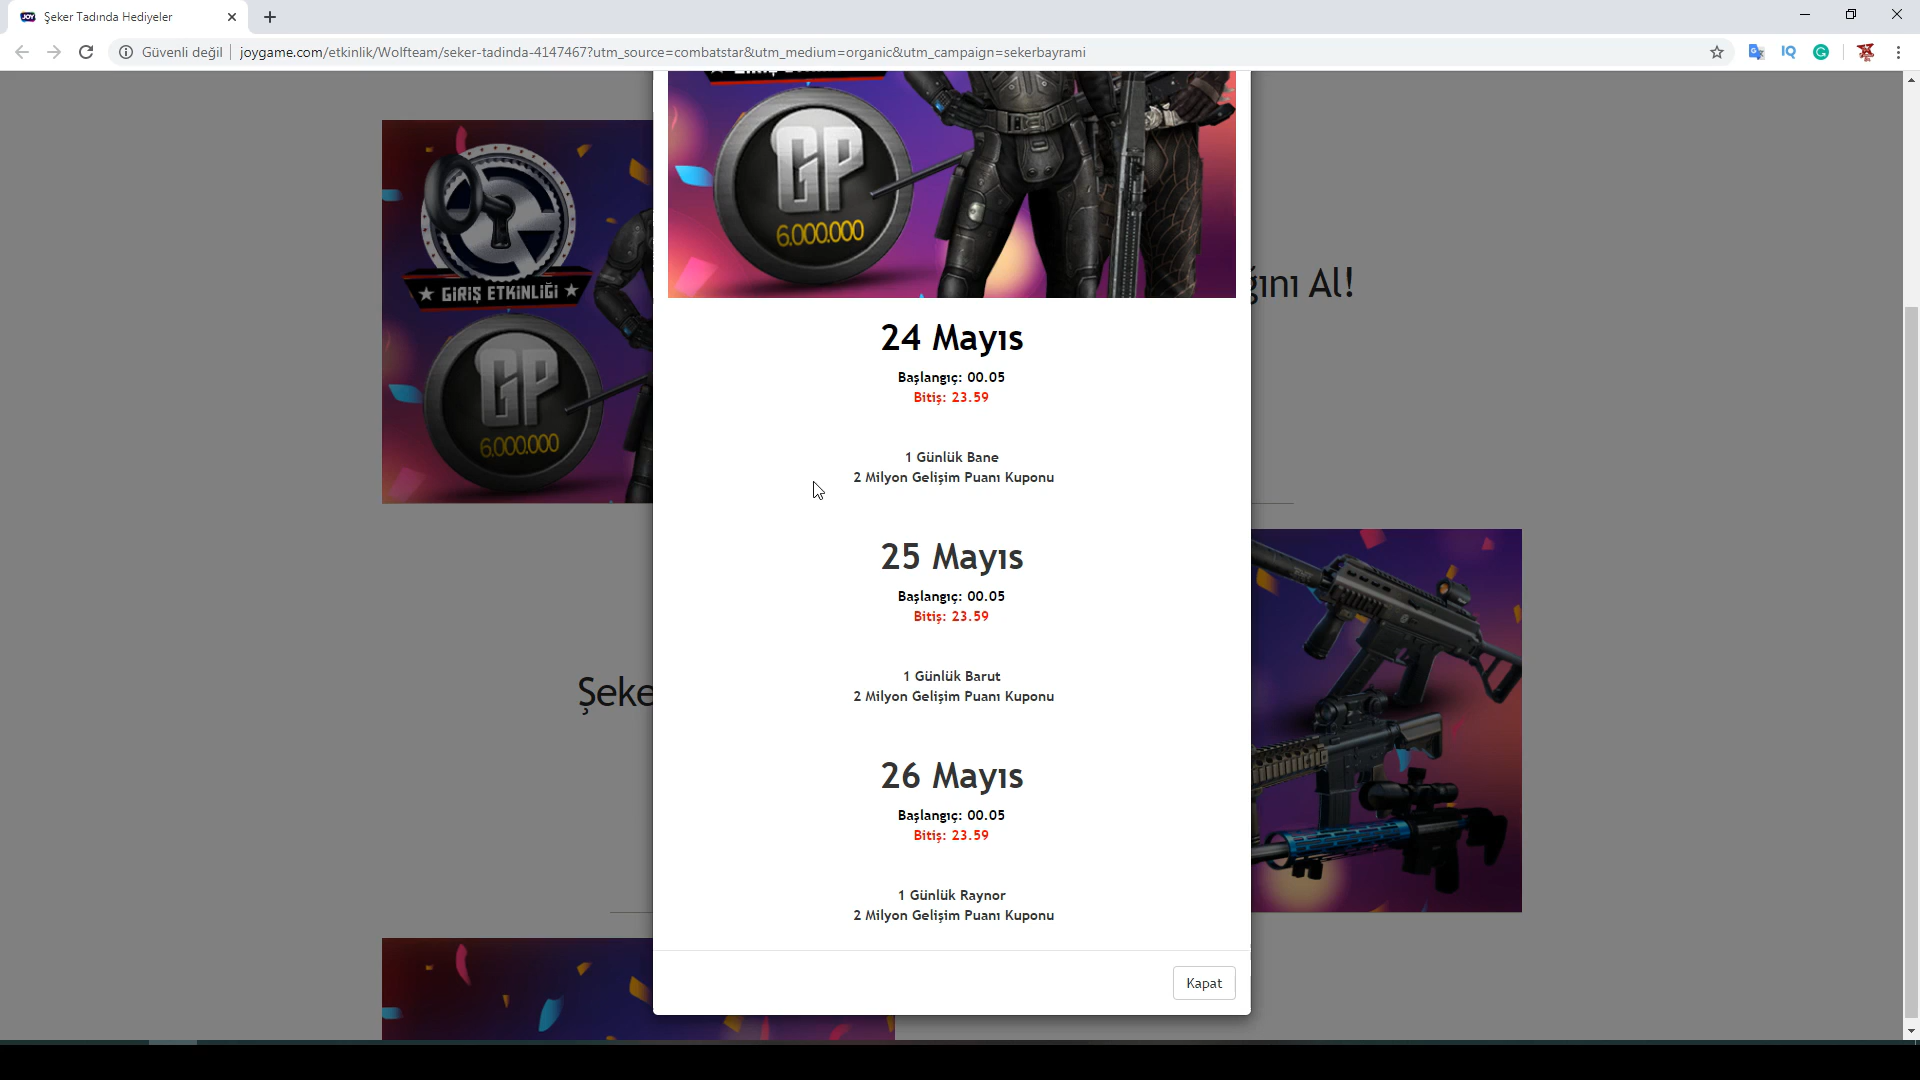 JOY
Şeker Tadında Hediyeler
Güvenli değil
joygame.com/etkinlik/Wolfteam/seker-tadinda-4147467?utm_source=combatstar&utm_medium=organic&utm_campaign=sekerbayrami
IQ
GP
6.000.000
GİRİŞ ETKİNLİĞİ
GP
6.000.000
ğını Al!
24 Mayıs
Başlangıç: 00.05
Bitiş: 23.59
1 Günlük Bane
2 Milyon Gelişim Puanı Kuponu
25 Mayıs
Başlangıç: 00.05
Bitiş: 23.59
1 Günlük Barut
2 Milyon Gelişim Puanı Kuponu
Şeke
26 Mayıs
Başlangıç: 00.05
Bitiş: 23.59
1 Günlük Raynor
2 Milyon Gelişim Puanı Kuponu
Kapat